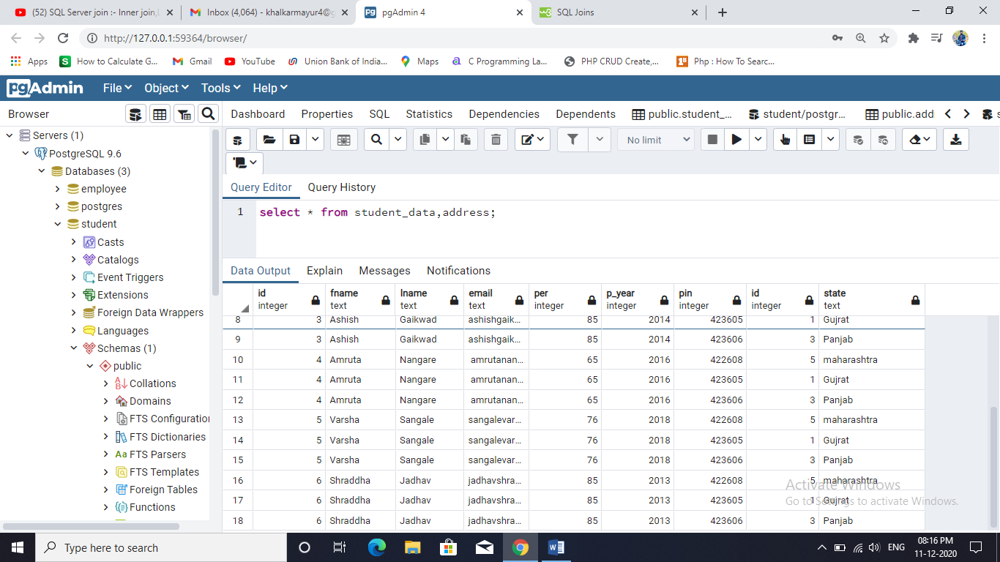 (52) SQL Server join :- Inner join,L
Inbox (4,064) - khalkarmayur4@g
pgAdmin 4
SQL Joins
http://127.0.0.1:59364/browser/
Apps
How to Calculate G...
Gmail
YouTube
Union Bank of India...
Maps
C Programming La...
PHP CRUD Create,...
Php : How To Searc...
pgAdmin File Object Tools Help
Browser
Dashboard Properties SQL Statistics Dependencies Dependents public.student_... student/postgr... public.add s
Servers (1)
PostgreSQL 9.6
Databases (3)
employee
postgres
student
Casts
Catalogs
Event Triggers
Extensions
Foreign Data Wrappers
Languages
Schemas (1)
public
Collations
Domains
FTS Configuration
FTS Dictionaries
FTS Parsers
FTS Templates
Foreign Tables
Functions
No limit
Query Editor Query History
1 select * from student_data,address;
Data Output Explain Messages Notifications
id integer fname text lname text email text per integer p_year integer pin integer id integer state text
8 3 Ashish Gaikwad ashishgaik... 85 2014 423605 1 Gujrat
9 3 Ashish Gaikwad ashishgaik... 85 2014 423606 3 Panjab
10 4 Amruta Nangare amrutanan... 65 2016 422608 5 maharashtra
11 4 Amruta Nangare amrutanan... 65 2016 423605 1 Gujrat
12 4 Amruta Nangare amrutanan... 65 2016 423606 3 Panjab
13 5 Varsha Sangale sangalevar... 76 2018 422608 5 maharashtra
14 5 Varsha Sangale sangalevar... 76 2018 423605 1 Gujrat
15 5 Varsha Sangale sangalevar... 76 2018 423606 3 Panjab
16 6 Shraddha Jadhav jadhavshra... 85 2013 422608 5 maharashtra
17 6 Shraddha Jadhav jadhavshra... 85 2013 423605 1 Gujrat
18 6 Shraddha Jadhav jadhavshra... 85 2013 423606 3 Panjab
Activate Windows
Go to Settings to activate Windows.
Type here to search
ENG
08:16 PM
11-12-2020